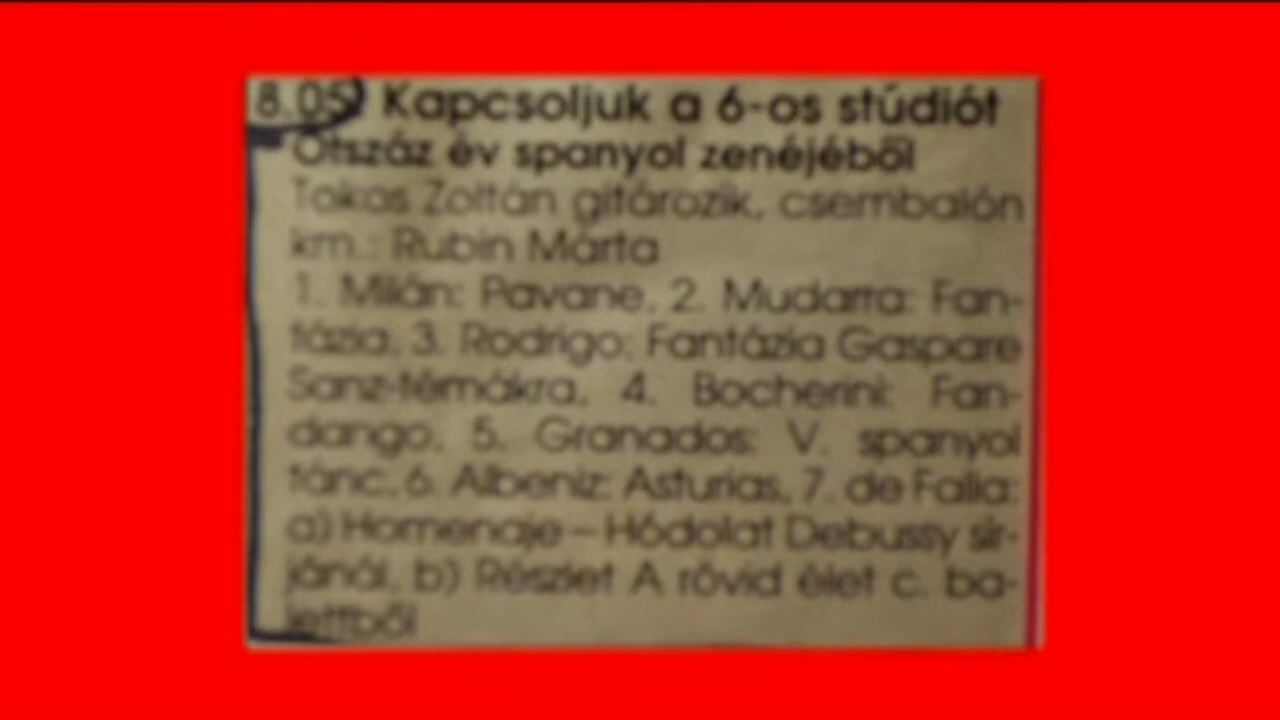 8.05 Kapcsoljuk a 6-os stúdiót
Ötszáz év spanyol zenéjéből
Tokos Zoltán gitározik, csembalón
km.: Rubin Márta
1. Milán: Pavane, 2. Mudarra: Fan-
tázia, 3. Rodrigo: Fantázia Gaspare
Sanz-témákra, 4. Bocherini: Fan-
dango, 5. Granados: V. spanyol
tánc, 6. Albeniz: Asturias, 7. de Falla:
a) Homenaje – Hódolat Debussy sír-
jánál, b) Részlet A rövid élet c. ba-
lettből